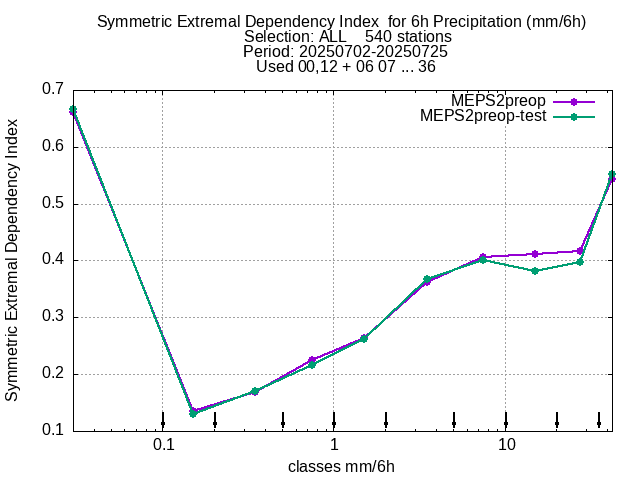 Symmetric Extremal Dependency Index  for 6h Precipitation (mm/6h)
Selection: ALL    540 stations
Period: 20250702-20250725
Used 00,12 + 06 07 ... 36
MEPS2preop
MEPS2preop-test
Symmetric Extremal Dependency Index
0.7
0.6
0.5
0.4
0.3
0.2
0.1
0.1 1 10
classes mm/6h